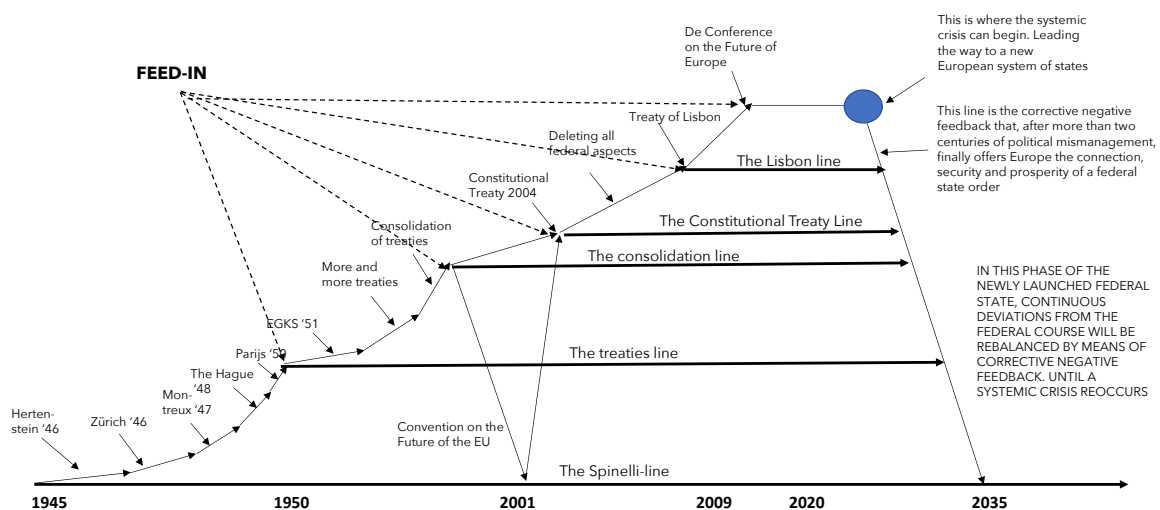 De Conference
on the Future of
Europe
This is where the systemic
crisis can begin. Leading
the way to a new
European system of states
FEED-IN
This line is the corrective negative
feedback that, after more than two
centuries of political mismanagement,
finally offers Europe the connection,
security and prosperity of a federal
state order
Treaty of Lisbon
Deleting all
federal aspects
The Lisbon line
Constitutional
Treaty 2004
The Constitutional Treaty Line
Consolidation
of treaties
The consolidation line
More and
more treaties
IN THIS PHASE OF THE
NEWLY LAUNCHED FEDERAL
STATE, CONTINUOUS
DEVIATIONS FROM THE
FEDERAL COURSE WILL BE
REBALANCED BY MEANS OF
CORRECTIVE NEGATIVE
FEEDBACK. UNTIL A
SYSTEMIC CRISIS REOCCURS
EGKS ‘51
Parijs ‘50
The treaties line
The Hague
‘48
Mon-
treux ‘47
Zürich ‘46
Herten-
stein ‘46
Convention on the
Future of the EU
The Spinelli-line
1945
1950
2001
2009
2020
2035